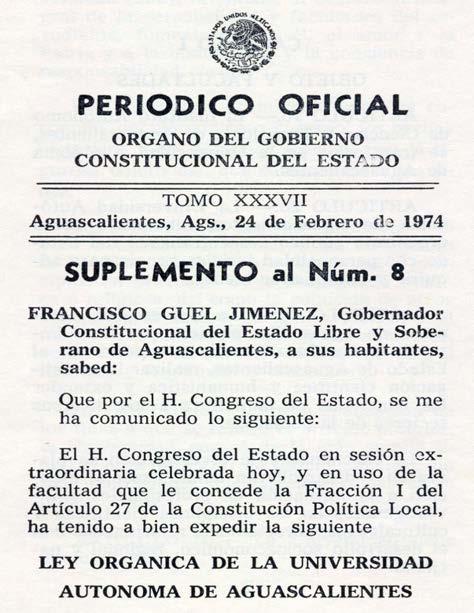 ESTADOS UNIDOS MEXICANOS
PERIODICO OFICIAL
ORGANO DEL GOBIERNO
CONSTITUCIONAL DEL ESTADO
TOMO XXXVII
Aguascalientes, Ags., 24 de Febrero de 1974
SUPLEMENTO al Núm. 8
FRANCISCO GUEL JIMENEZ, Gobernador
Constitucional del Estado Libre y Sobe-
rano de Aguascalientes, a sus habitantes,
sabed:
Que por el H. Congreso del Estado, se me
ha comunicado lo siguiente:
El H. Congreso del Estado en sesión ex-
traordinaria celebrada hoy, y en uso de la
facultad que le concede la Fracción I del
Artículo 27 de la Constitución Política Local,
ha tenido a bien expedir la siguiente
LEY ORGANICA DE LA UNIVERSIDAD
AUTONOMA DE AGUASCALIENTES